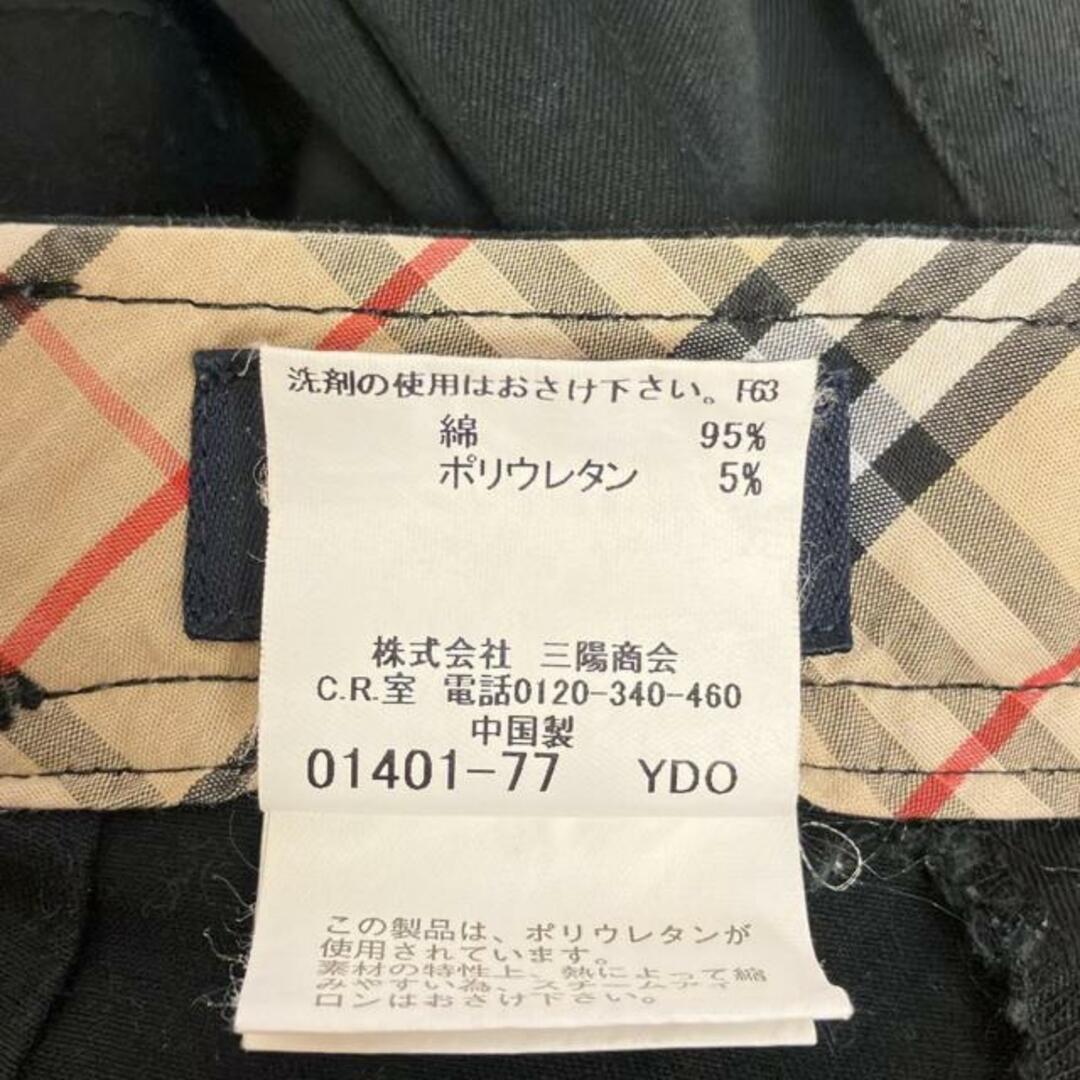 洗剤の使用はおさけ下さい。F63
綿 95%
ポリウレタン 5%
株式会社 三陽商会
C.R.室 電話0120-340-460
中国製
01401-77 YDO
この製品は、ポリウレタンが
使用されています。
素材の特性上、熱によって縮
みやすい為、スチームアイ
ロンはおさけ下さい。